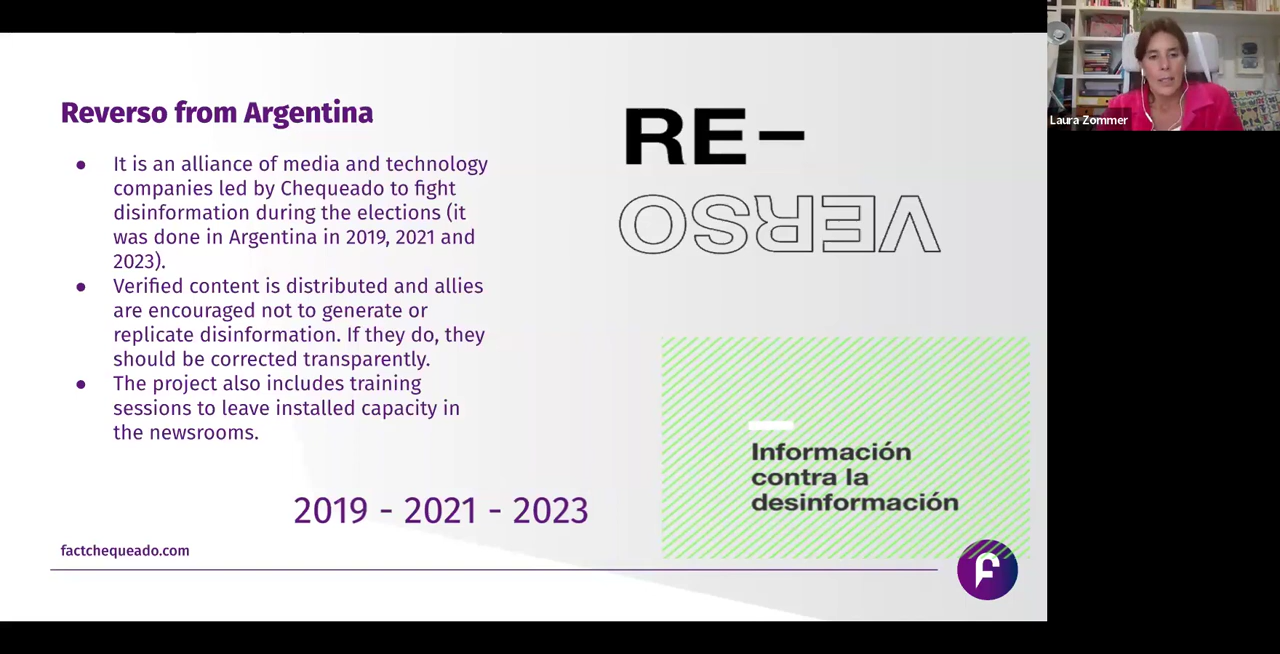 Reverso from Argentina
● It is an alliance of media and technology
companies led by Chequeado to fight
disinformation during the elections (it
was done in Argentina in 2019, 2021 and
2023).
● Verified content is distributed and allies
are encouraged not to generate or
replicate disinformation. If they do, they
should be corrected transparently.
● The project also includes training
sessions to leave installed capacity in
the newsrooms.
2019 - 2021 - 2023
factchequeado.com
RE–
VERSO
Información
contra la
desinformación
Laura Zommer